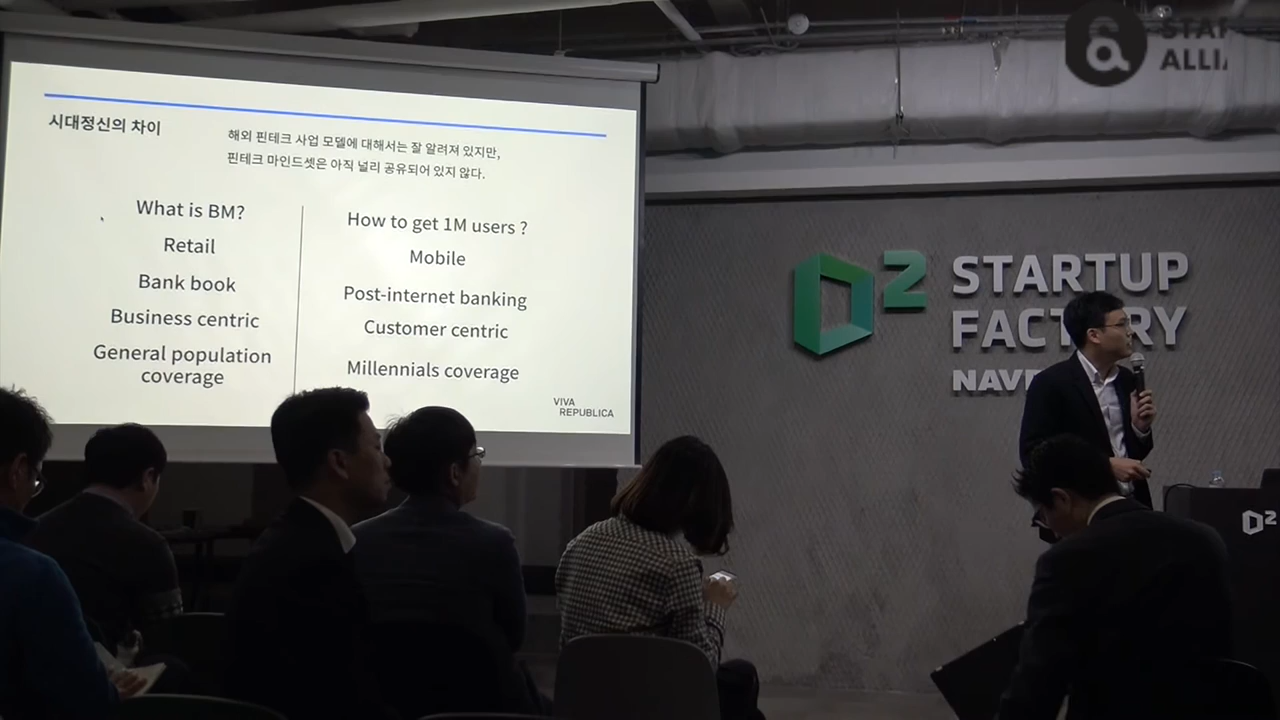 시대정신의 차이
해외 핀테크 사업 모델에 대해서는 잘 알려져 있지만,
핀테크 마인드셋은 아직 널리 공유되어 있지 않다.
What is BM?
Retail
Bank book
Business centric
General population
coverage
How to get 1M users ?
Mobile
Post-internet banking
Customer centric
Millennials coverage
VIVA
REPUBLICA
D2
STARTUP
FACTORY
NAVE
STAR
ALLI
D2